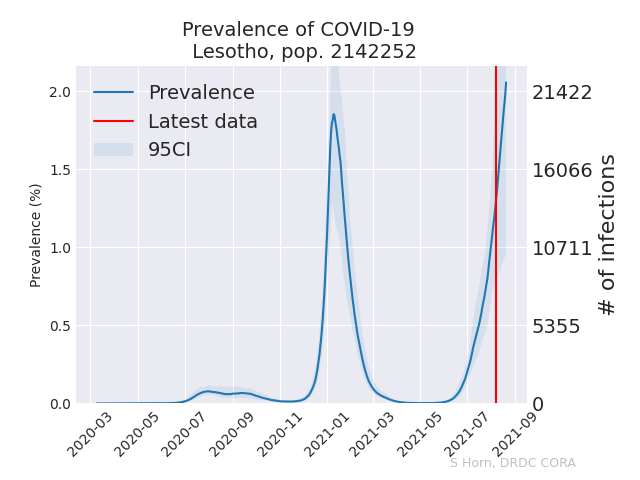 Prevalence of COVID-19
Lesotho, pop. 2142252
Prevalence
Latest data
95CI
Prevalence (%)
2.0
1.5
1.0
0.5
0.0
21422
16066
10711
5355
0
# of infections
2020-03
2020-05
2020-07
2020-09
2020-11
2021-01
2021-03
2021-05
2021-07
2021-09
S Horn, DRDC CORA